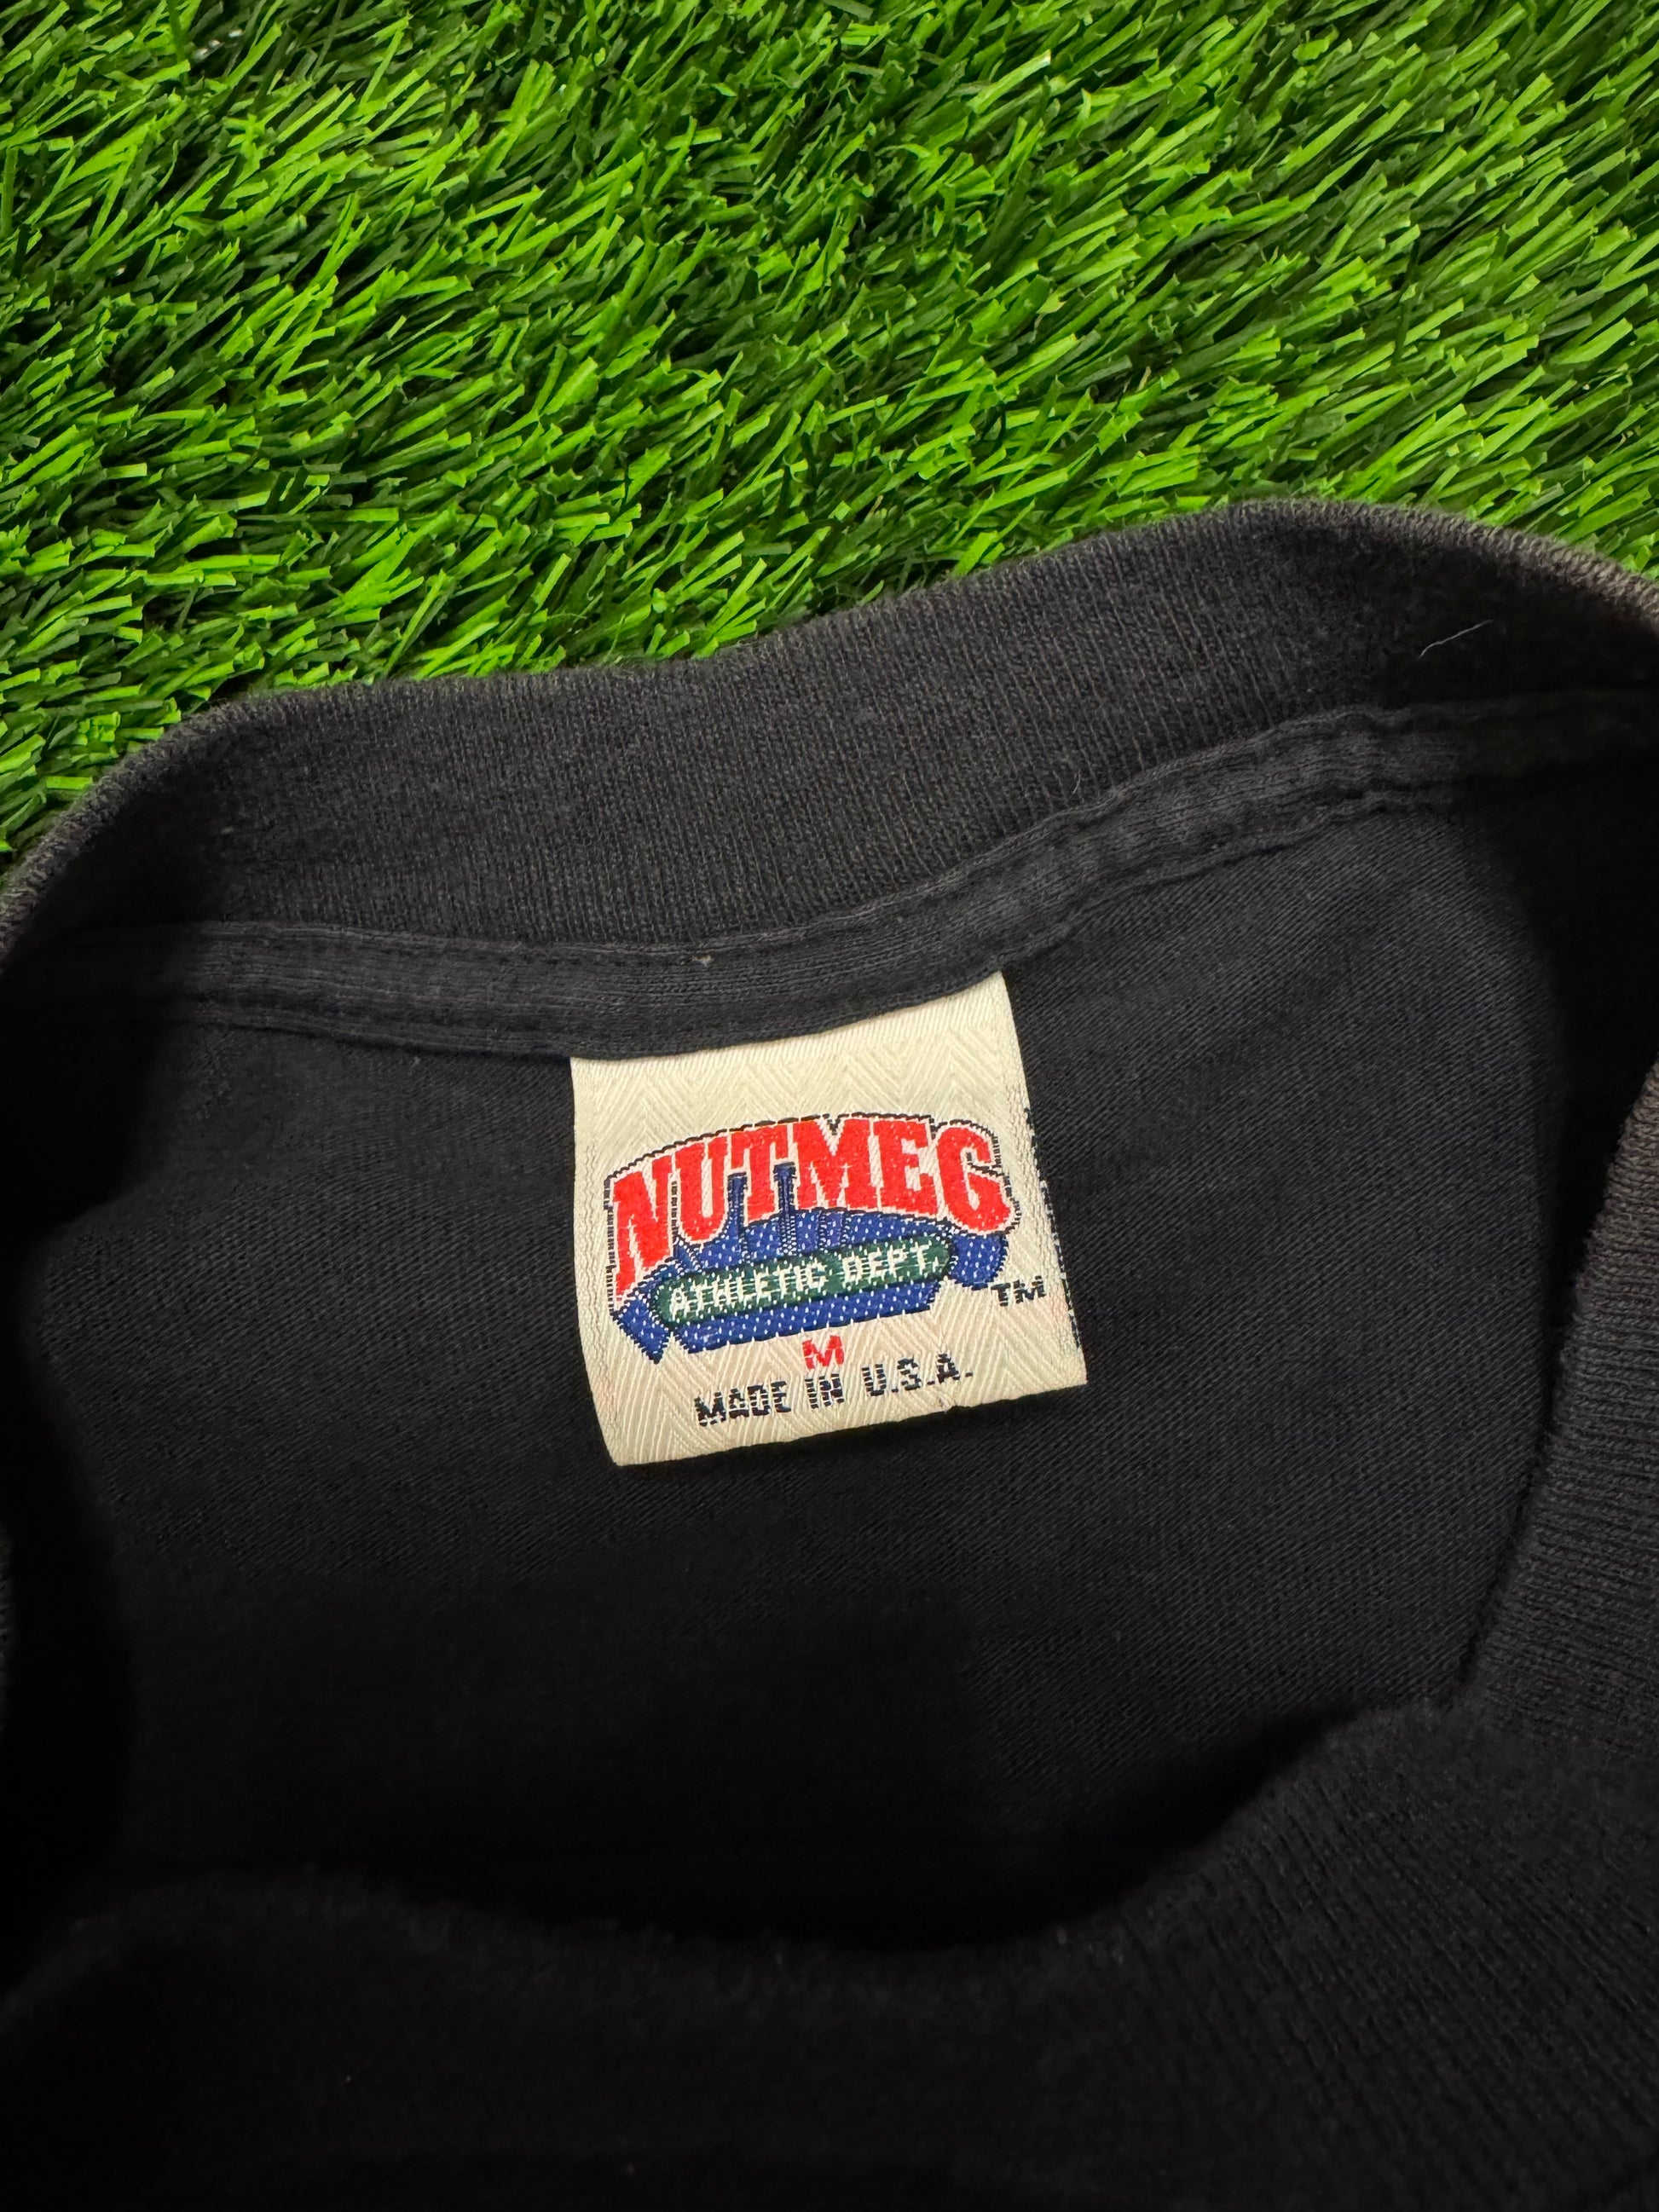 NUTMEG
ATHLETIC DEPT.
TM
M
MADE IN U.S.A.